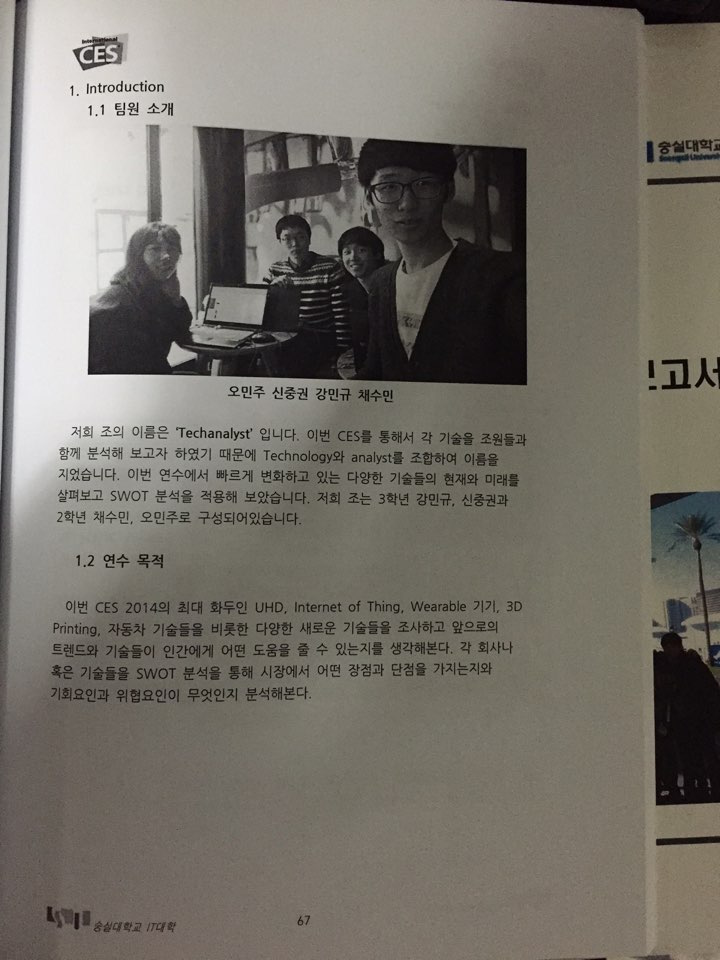 International
CES
1. Introduction
1.1 팀원 소개
오민주 신중권 강민규 채수민
저희 조의 이름은 'Techanalyst' 입니다. 이번 CES를 통해서 각 기술을 조원들과
함께 분석해 보고자 하였기 때문에 Technology와 analyst를 조합하여 이름을
지었습니다. 이번 연수에서 빠르게 변화하고 있는 다양한 기술들의 현재와 미래를
살펴보고 SWOT 분석을 적용해 보았습니다. 저희 조는 3학년 강민규, 신중권과
2학년 채수민, 오민주로 구성되어있습니다.
1.2 연수 목적
이번 CES 2014의 최대 화두인 UHD, Internet of Thing, Wearable 기기, 3D
Printing, 자동차 기술들을 비롯한 다양한 새로운 기술들을 조사하고 앞으로의
트렌드와 기술들이 인간에게 어떤 도움을 줄 수 있는지를 생각해본다. 각 회사나
혹은 기술들을 SWOT 분석을 통해 시장에서 어떤 장점과 단점을 가지는지와
기회요인과 위협요인이 무엇인지 분석해본다.
숭실대학교 IT대학
67
숭실대학교
Soongsil Univers
고서